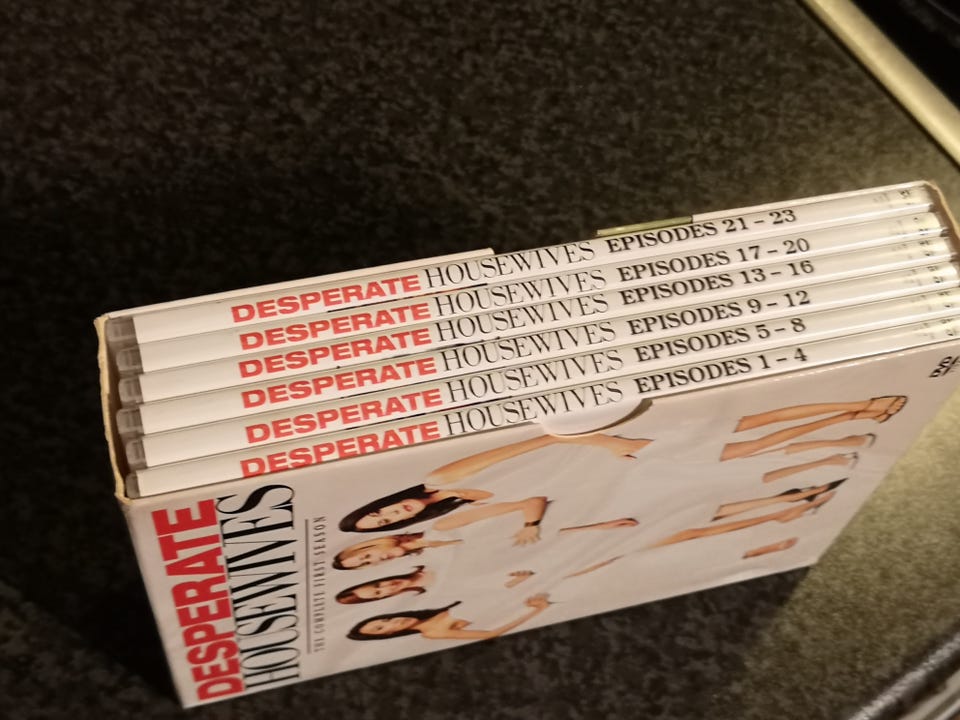 DESPERATE HOUSEWIVES EPISODES 21 – 23
DESPERATE HOUSEWIVES EPISODES 17 – 20
DESPERATE HOUSEWIVES EPISODES 13 – 16
DESPERATE HOUSEWIVES EPISODES 9 – 12
DESPERATE HOUSEWIVES EPISODES 5 – 8
DESPERATE HOUSEWIVES EPISODES 1 – 4
DESPERATE
HOUSEWIVES
THE COMPLETE FIRST SEASON